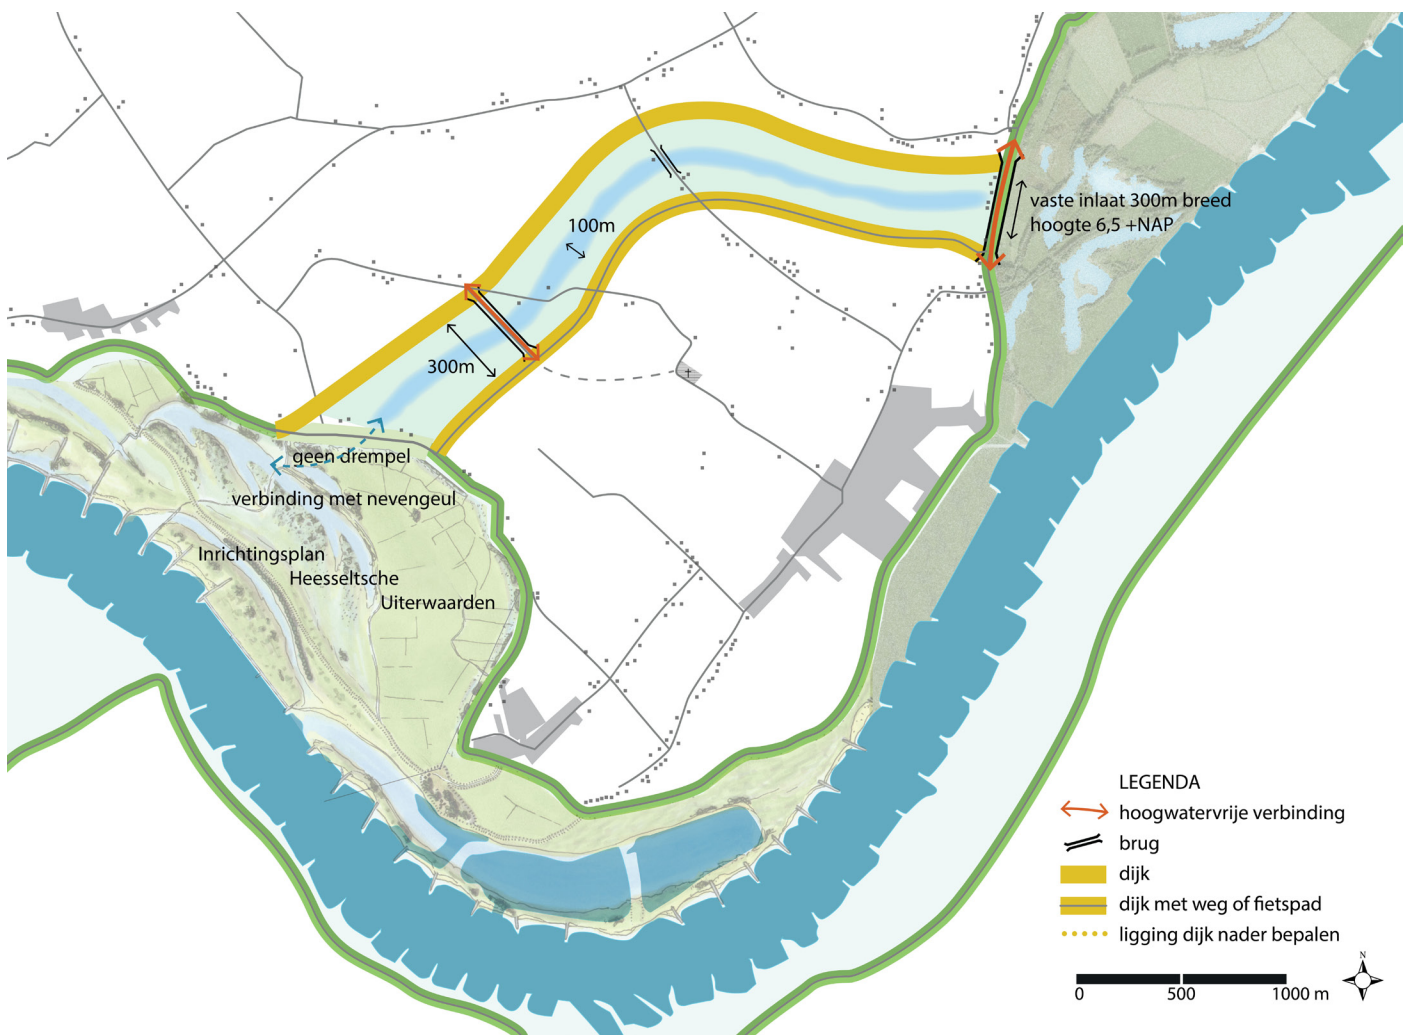 vaste inlaat 300m breed
hoogte 6,5 +NAP
100m
300m
geen drempel
verbinding met nevengeul
Inrichtingsplan
Heesseltsche
Uiterwaarden
LEGENDA
hoogwatervrije verbinding
brug
dijk
dijk met weg of fietspad
ligging dijk nader bepalen
N
0 500 1000 m